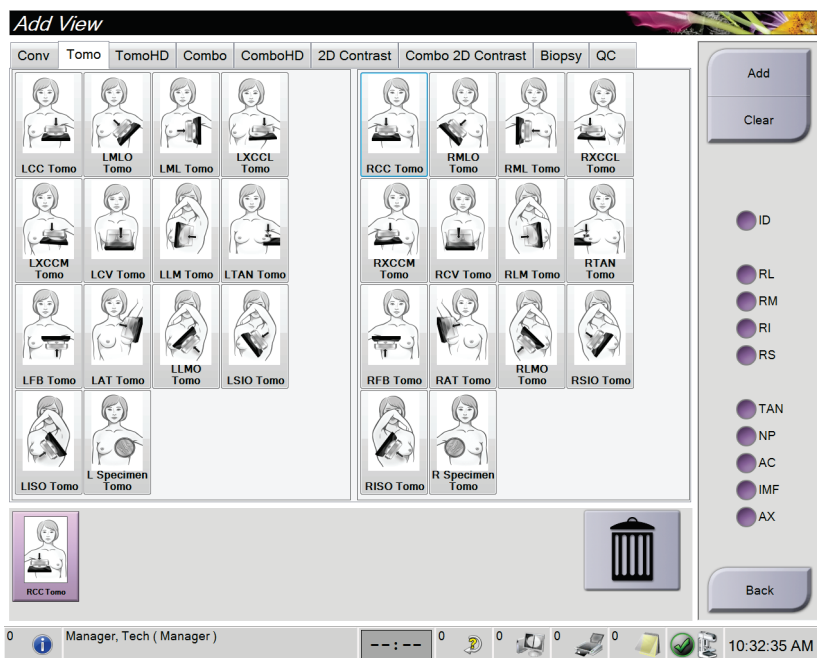 Add View
Conv Tomo TomoHD Combo ComboHD 2D Contrast Combo 2D Contrast Biopsy QC
LCC Tomo
LMLO
Tomo
LML Tomo
LXCCL
Tomo
RCC Tomo
RMLO
Tomo
RML Tomo
RXCCL
Tomo
LXCCM
Tomo
LCV Tomo
LLM Tomo
LTAN Tomo
RXCCM
Tomo
RCV Tomo
RLM Tomo
RTAN
Tomo
LFB Tomo
LAT Tomo
LLMO
Tomo
LSIO Tomo
RFB Tomo
RAT Tomo
RLMO
Tomo
RSIO Tomo
LISO Tomo
L Specimen
Tomo
RISO Tomo
R Specimen
Tomo
RCC Tomo
Add
Clear
ID
RL
RM
RI
RS
TAN
NP
AC
IMF
AX
Back
0 i Manager, Tech ( Manager ) --:-- 0 ? 0 0 0 10:32:35 AM